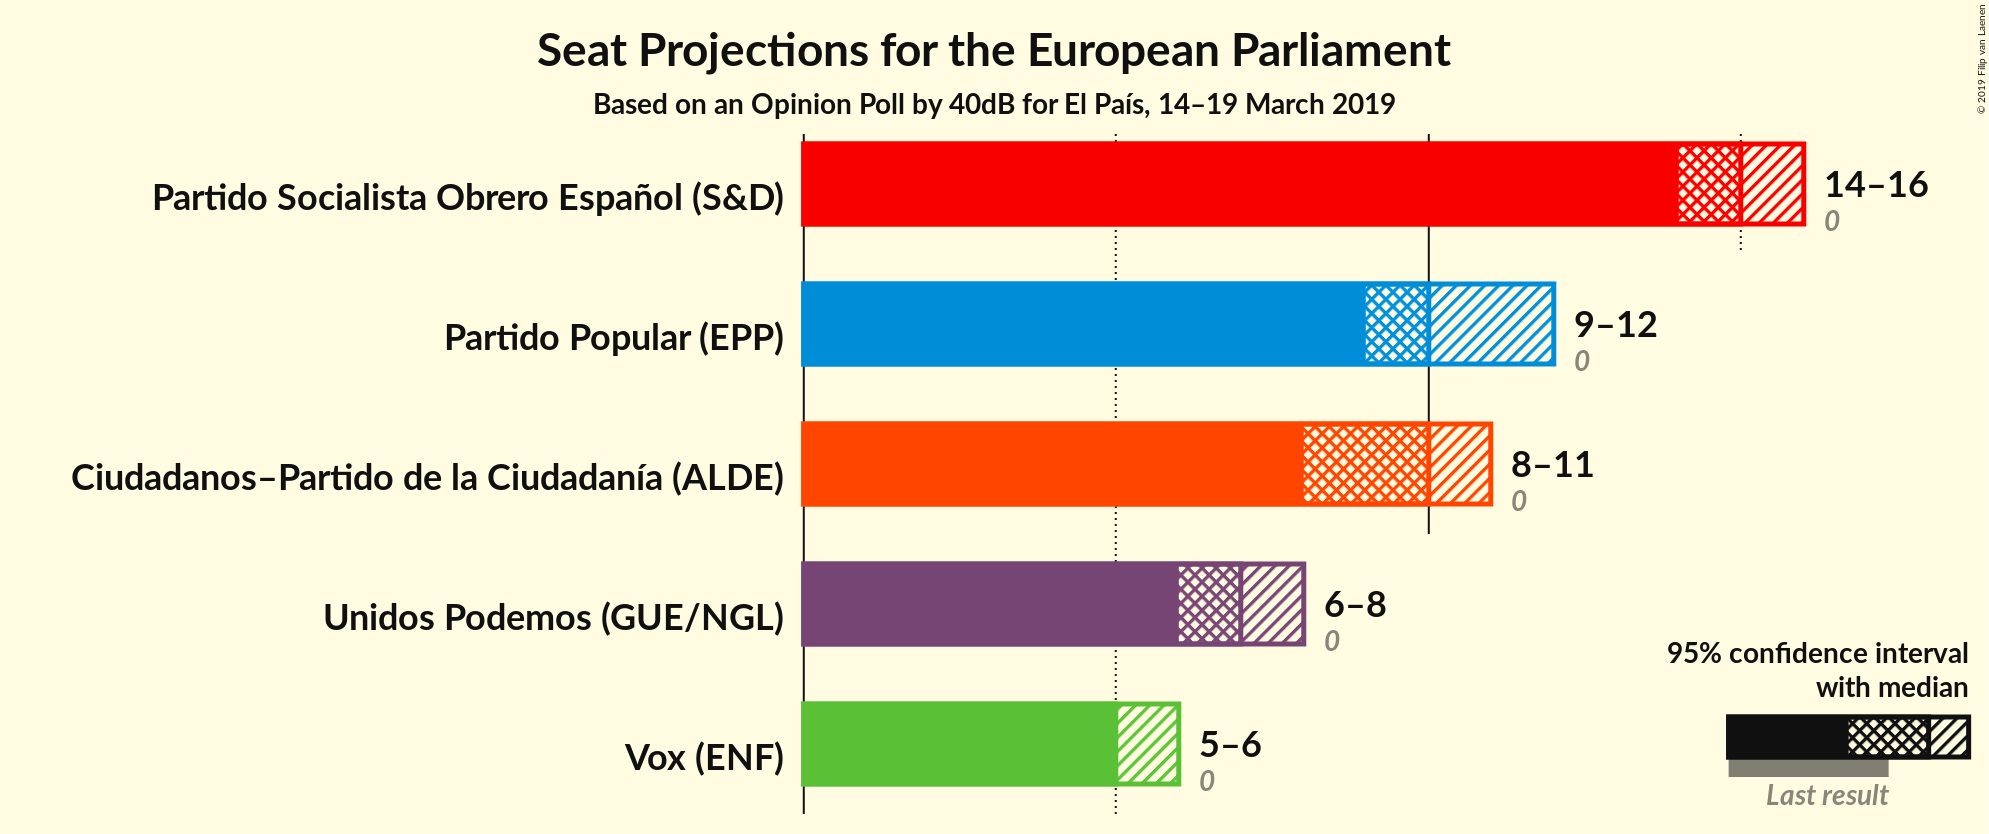 Seat Projections for the European Parliament
Based on an Opinion Poll by 40dB for El País, 14–19 March 2019
© 2019 Filip van Laenen
Partido Socialista Obrero Español (S&D)
14–16
0
Partido Popular (EPP)
9–12
0
Ciudadanos–Partido de la Ciudadanía (ALDE)
8–11
0
Unidos Podemos (GUE/NGL)
6–8
0
Vox (ENF)
5–6
0
95% confidence interval
with median
Last result